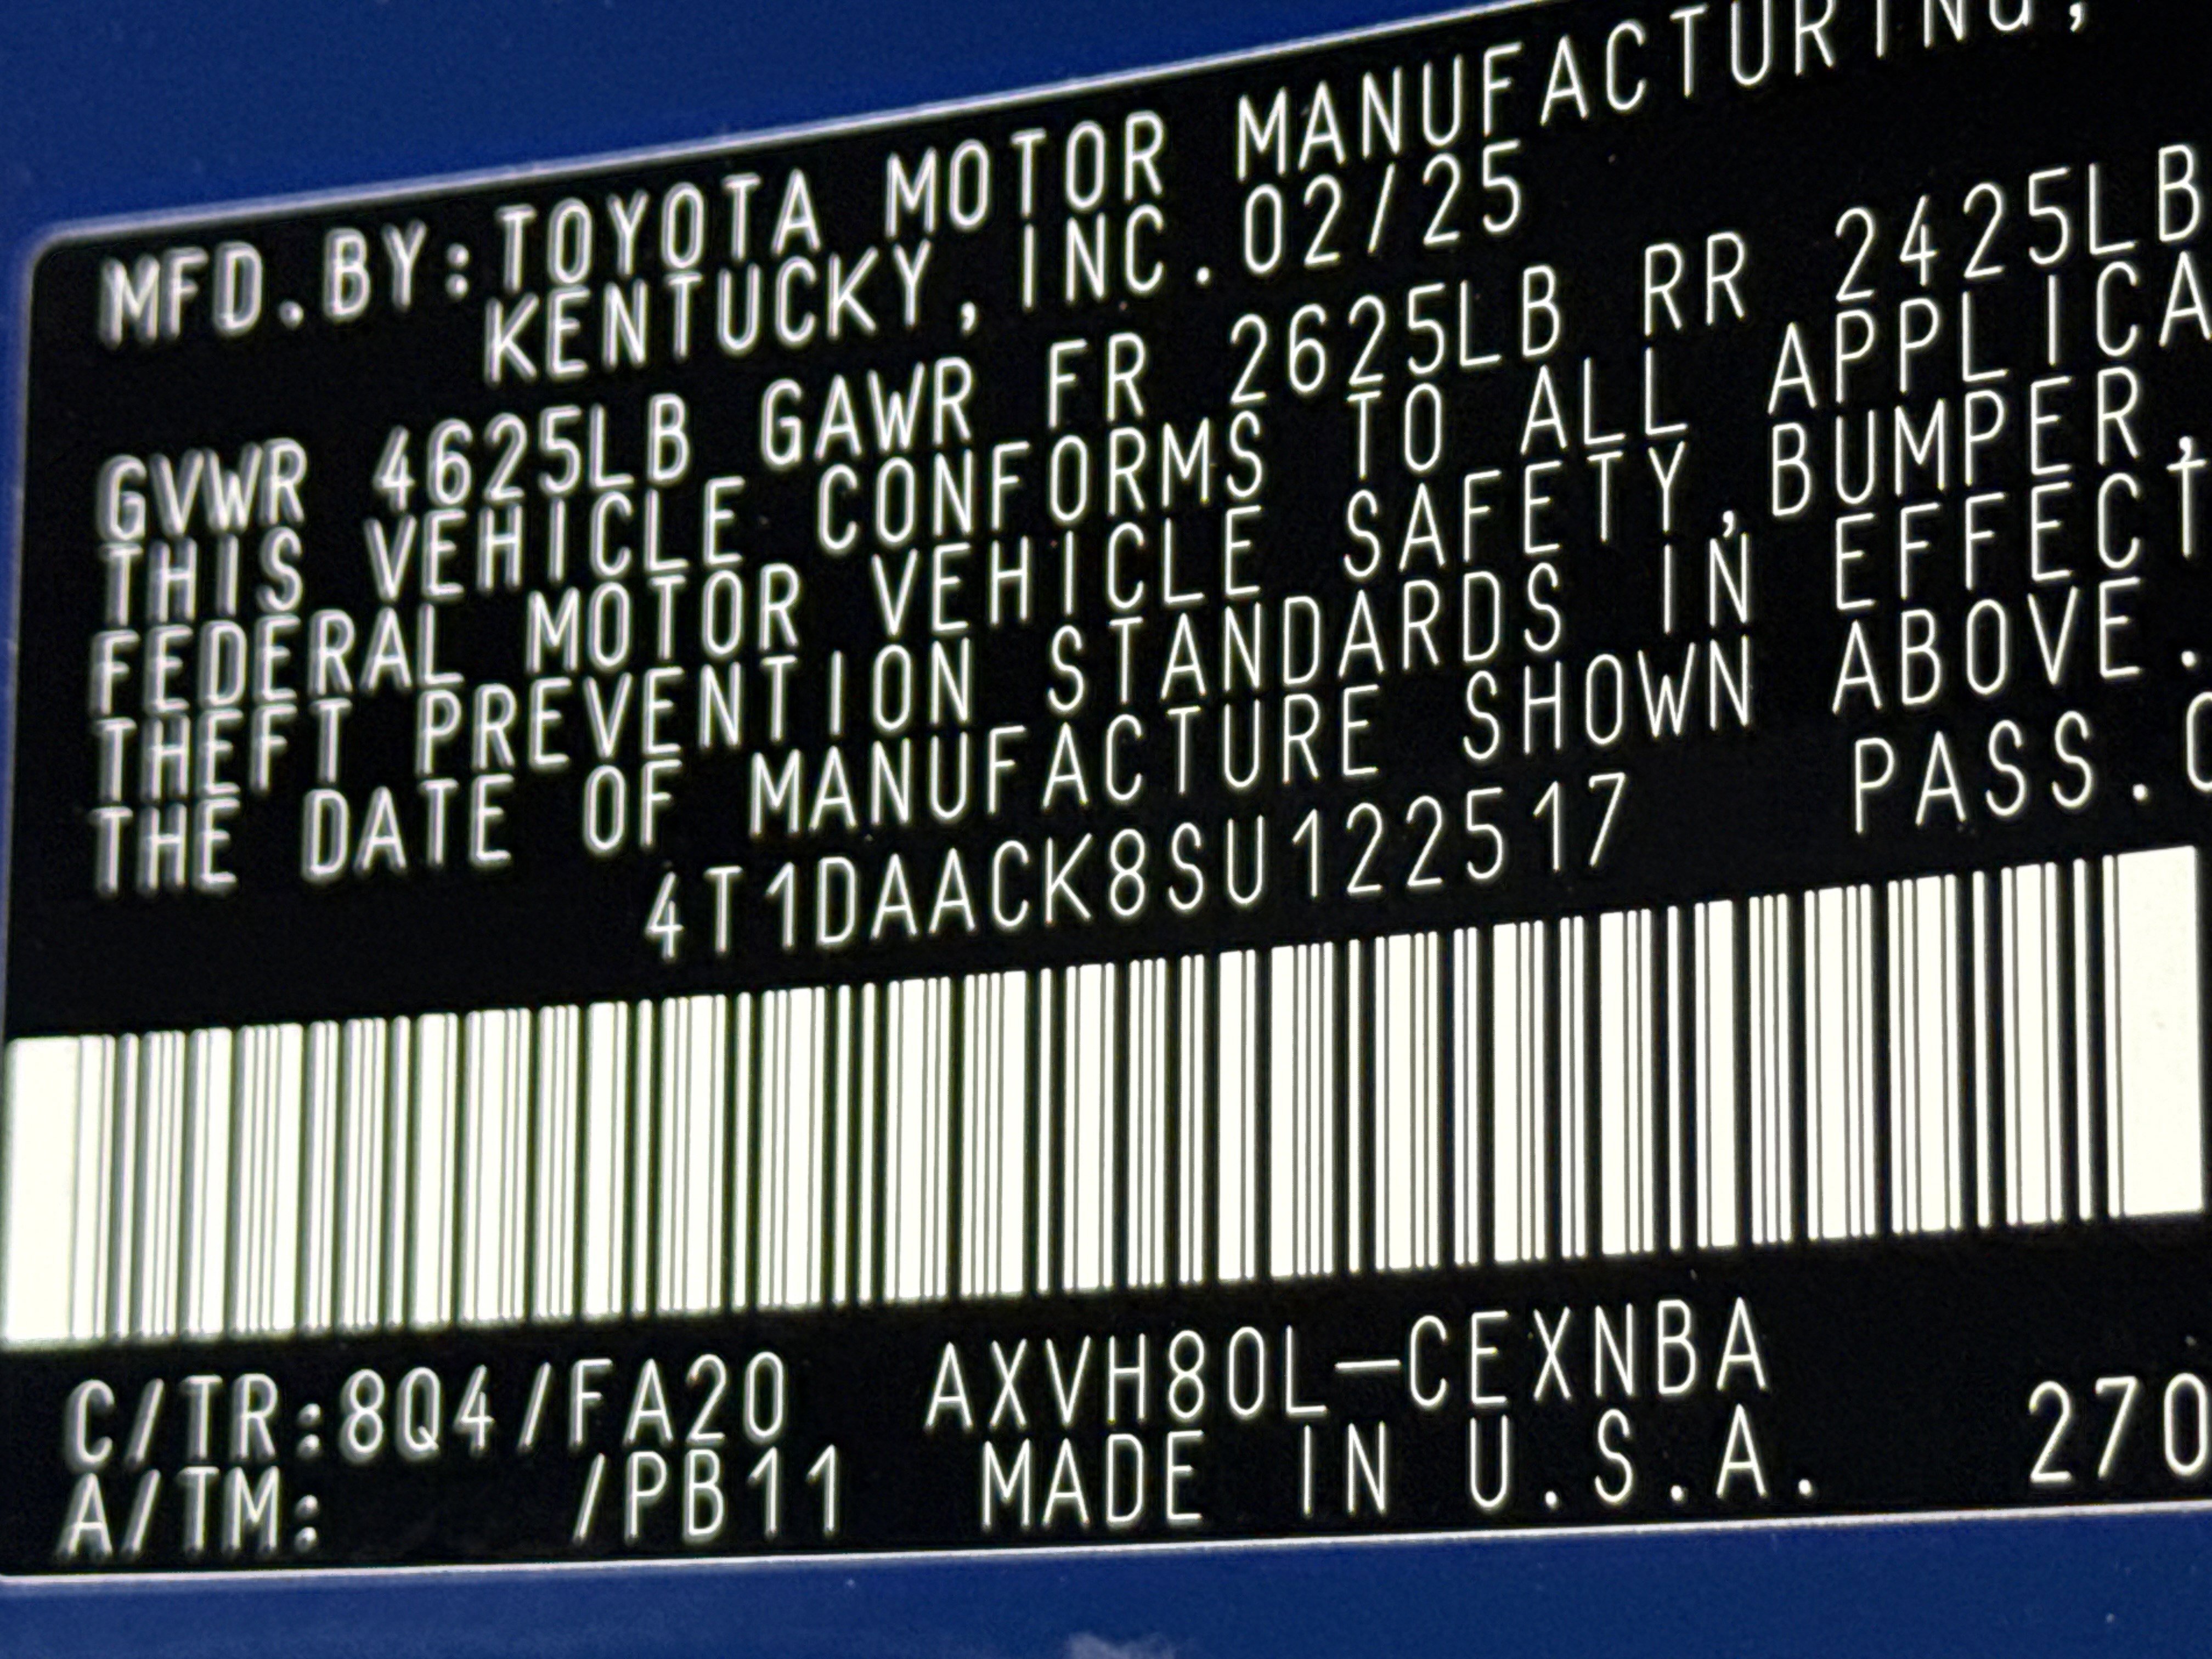 MFD.BY:TOYOTA MOTOR MANUFACTURING,
KENTUCKY, INC. 02/25
GVWR 4625LB GAWR FR 2625LB RR 2425LB
THIS VEHICLE CONFORMS TO ALL APPLICA
FEDERAL MOTOR VEHICLE SAFETY,BUMPER,
THEFT PREVENTION STANDARDS IN EFFECT
THE DATE OF MANUFACTURE SHOWN ABOVE.
4T1DAACK8SU122517 PASS.C
C/TR:8Q4/FA20 AXVH80L-CEXNBA
A/TM: /PB11 MADE IN U.S.A. 270